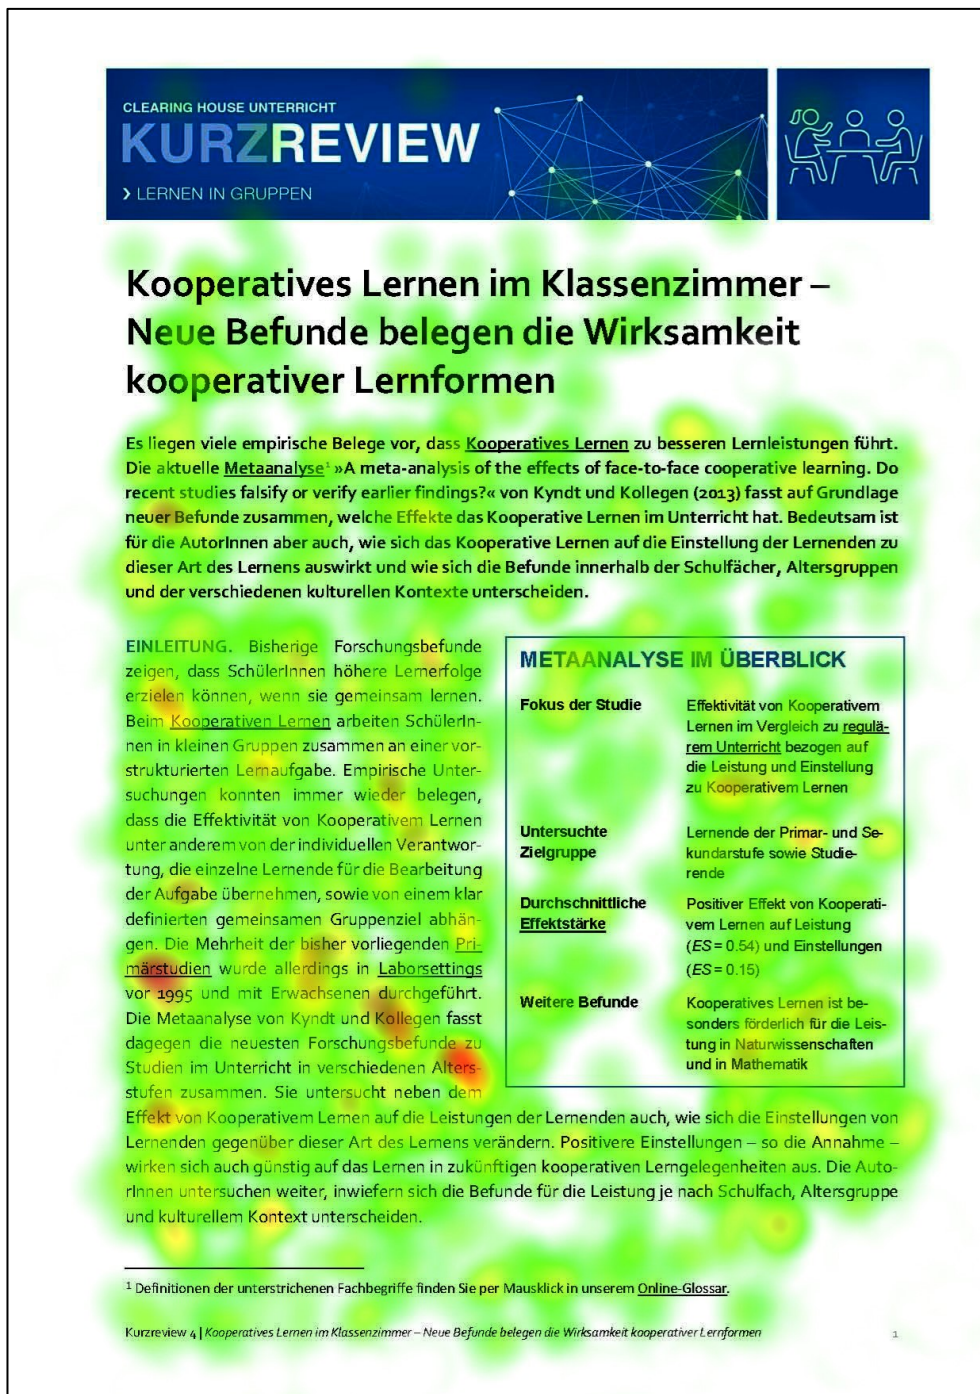 CLEARING HOUSE UNTERRICHT
KURZREVIEW
› LERNEN IN GRUPPEN
Kooperatives Lernen im Klassenzimmer –
Neue Befunde belegen die Wirksamkeit
kooperativer Lernformen
Es liegen viele empirische Belege vor, dass Kooperatives Lernen zu besseren Lernleistungen führt.
Die aktuelle Metaanalyse¹ »A meta-analysis of the effects of face-to-face cooperative learning. Do
recent studies falsify or verify earlier findings?« von Kyndt und Kollegen (2013) fasst auf Grundlage
neuer Befunde zusammen, welche Effekte das Kooperative Lernen im Unterricht hat. Bedeutsam ist
für die AutorInnen aber auch, wie sich das Kooperative Lernen auf die Einstellung der Lernenden zu
dieser Art des Lernens auswirkt und wie sich die Befunde innerhalb der Schulfächer, Altersgruppen
und der verschiedenen kulturellen Kontexte unterscheiden.
EINLEITUNG. Bisherige Forschungsbefunde
zeigen, dass SchülerInnen höhere Lernerfolge
erzielen können, wenn sie gemeinsam lernen.
Beim Kooperativen Lernen arbeiten SchülerIn-
nen in kleinen Gruppen zusammen an einer vor-
strukturierten Lernaufgabe. Empirische Unter-
suchungen konnten immer wieder belegen,
dass die Effektivität von Kooperativem Lernen
unter anderem von der individuellen Verantwor-
tung, die einzelne Lernende für die Bearbeitung
der Aufgabe übernehmen, sowie von einem klar
definierten gemeinsamen Gruppenziel abhän-
gen. Die Mehrheit der bisher vorliegenden Pri-
märstudien wurde allerdings in Laborsettings
vor 1995 und mit Erwachsenen durchgeführt.
Die Metaanalyse von Kyndt und Kollegen fasst
dagegen die neuesten Forschungsbefunde zu
Studien im Unterricht in verschiedenen Alters-
stufen zusammen. Sie untersucht neben dem
Effekt von Kooperativem Lernen auf die Leistungen der Lernenden auch, wie sich die Einstellungen von
Lernenden gegenüber dieser Art des Lernens verändern. Positivere Einstellungen – so die Annahme –
wirken sich auch günstig auf das Lernen in zukünftigen kooperativen Lerngelegenheiten aus. Die Auto-
rInnen untersuchen weiter, inwiefern sich die Befunde für die Leistung je nach Schulfach, Altersgruppe
und kulturellem Kontext unterscheiden.
METAANALYSE IM ÜBERBLICK
Fokus der Studie
Effektivität von Kooperativem
Lernen im Vergleich zu regulä-
rem Unterricht bezogen auf
die Leistung und Einstellung
zu Kooperativem Lernen
Untersuchte
Zielgruppe
Lernende der Primar- und Se-
kundarstufe sowie Studie-
rende
Durchschnittliche
Effektstärke
Positiver Effekt von Kooperati-
vem Lernen auf Leistung
(ES = 0.54) und Einstellungen
(ES = 0.15)
Weitere Befunde
Kooperatives Lernen ist be-
sonders förderlich für die Leis-
tung in Naturwissenschaften
und in Mathematik
¹ Definitionen der unterstrichenen Fachbegriffe finden Sie per Mausklick in unserem Online-Glossar.
Kurzreview 4 | Kooperatives Lernen im Klassenzimmer – Neue Befunde belegen die Wirksamkeit kooperativer Lernformen 1